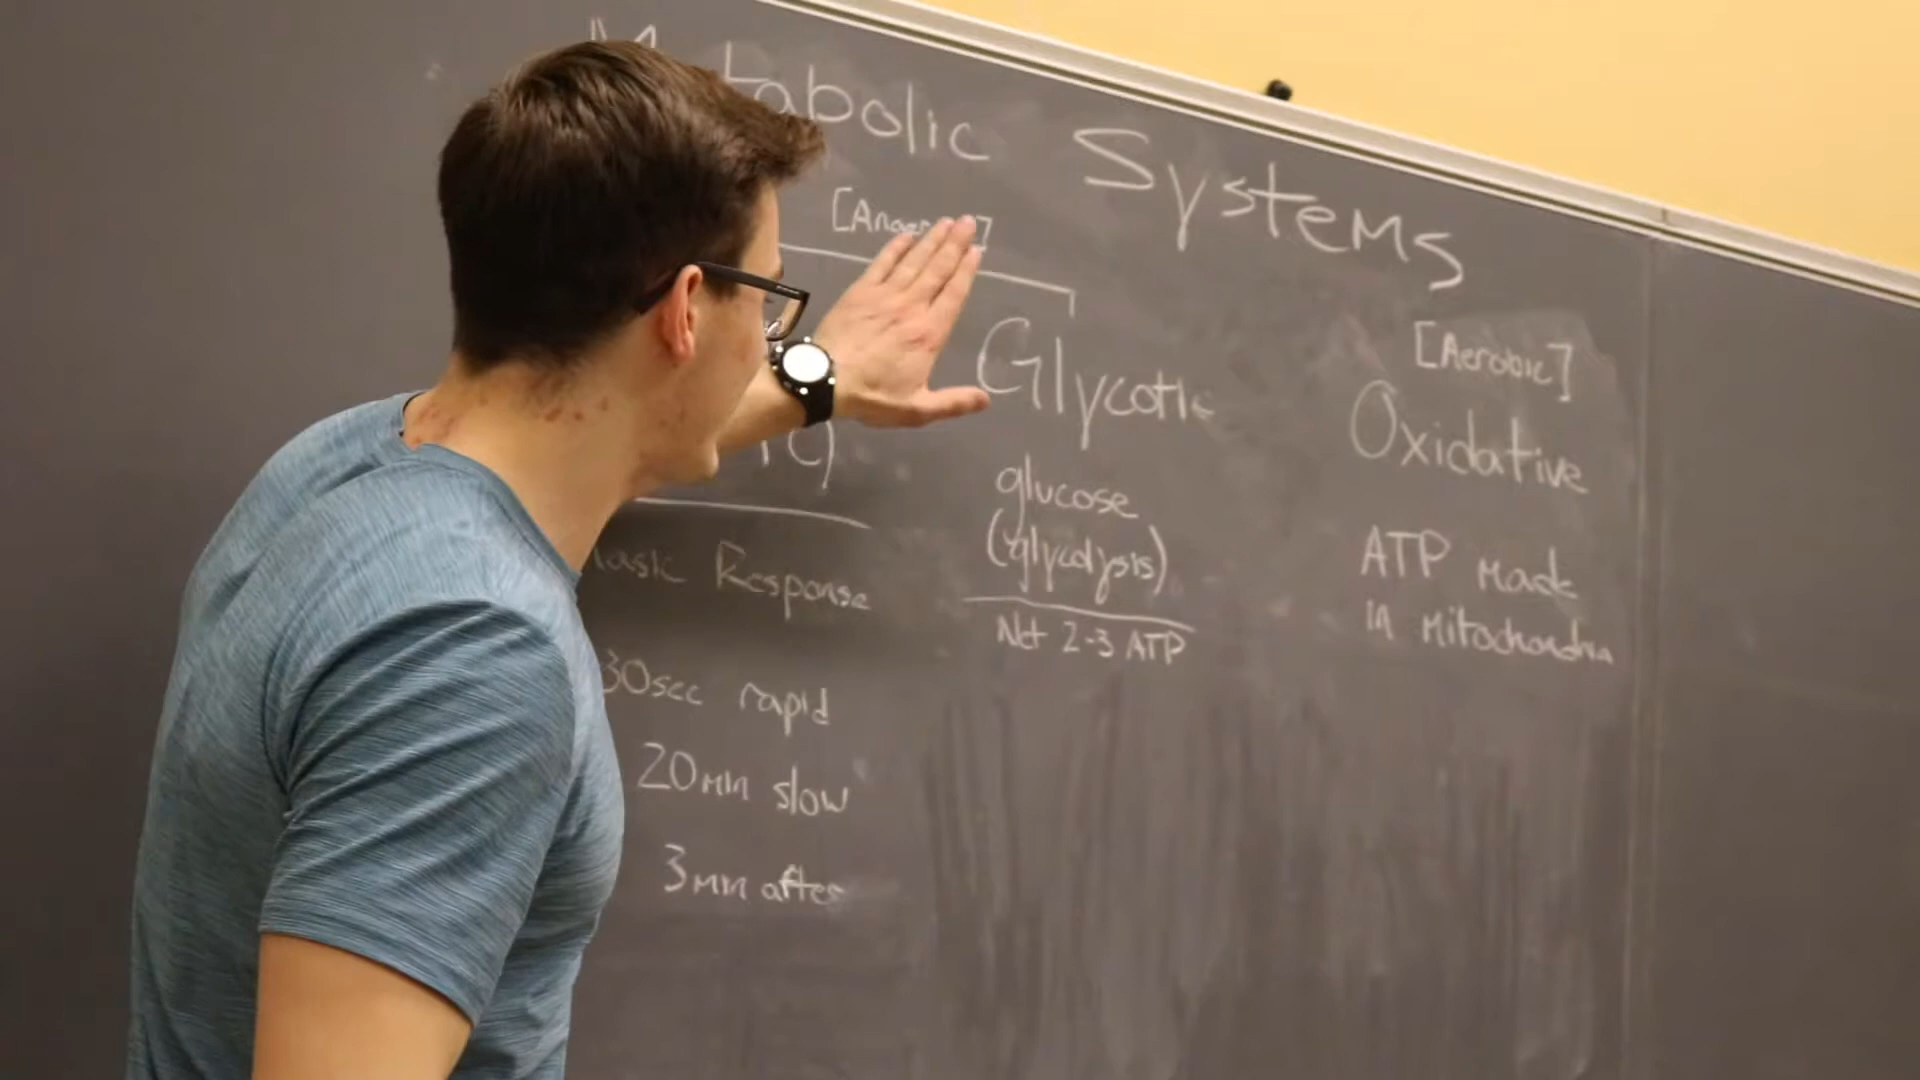 Metabolic Systems
[Aerobic]
Glycotic
Oxidative
glucose
(glycolysis)
Net 2-3 ATP
ATP made
in mitochondria
Response
30sec rapid
20min slow
3min after